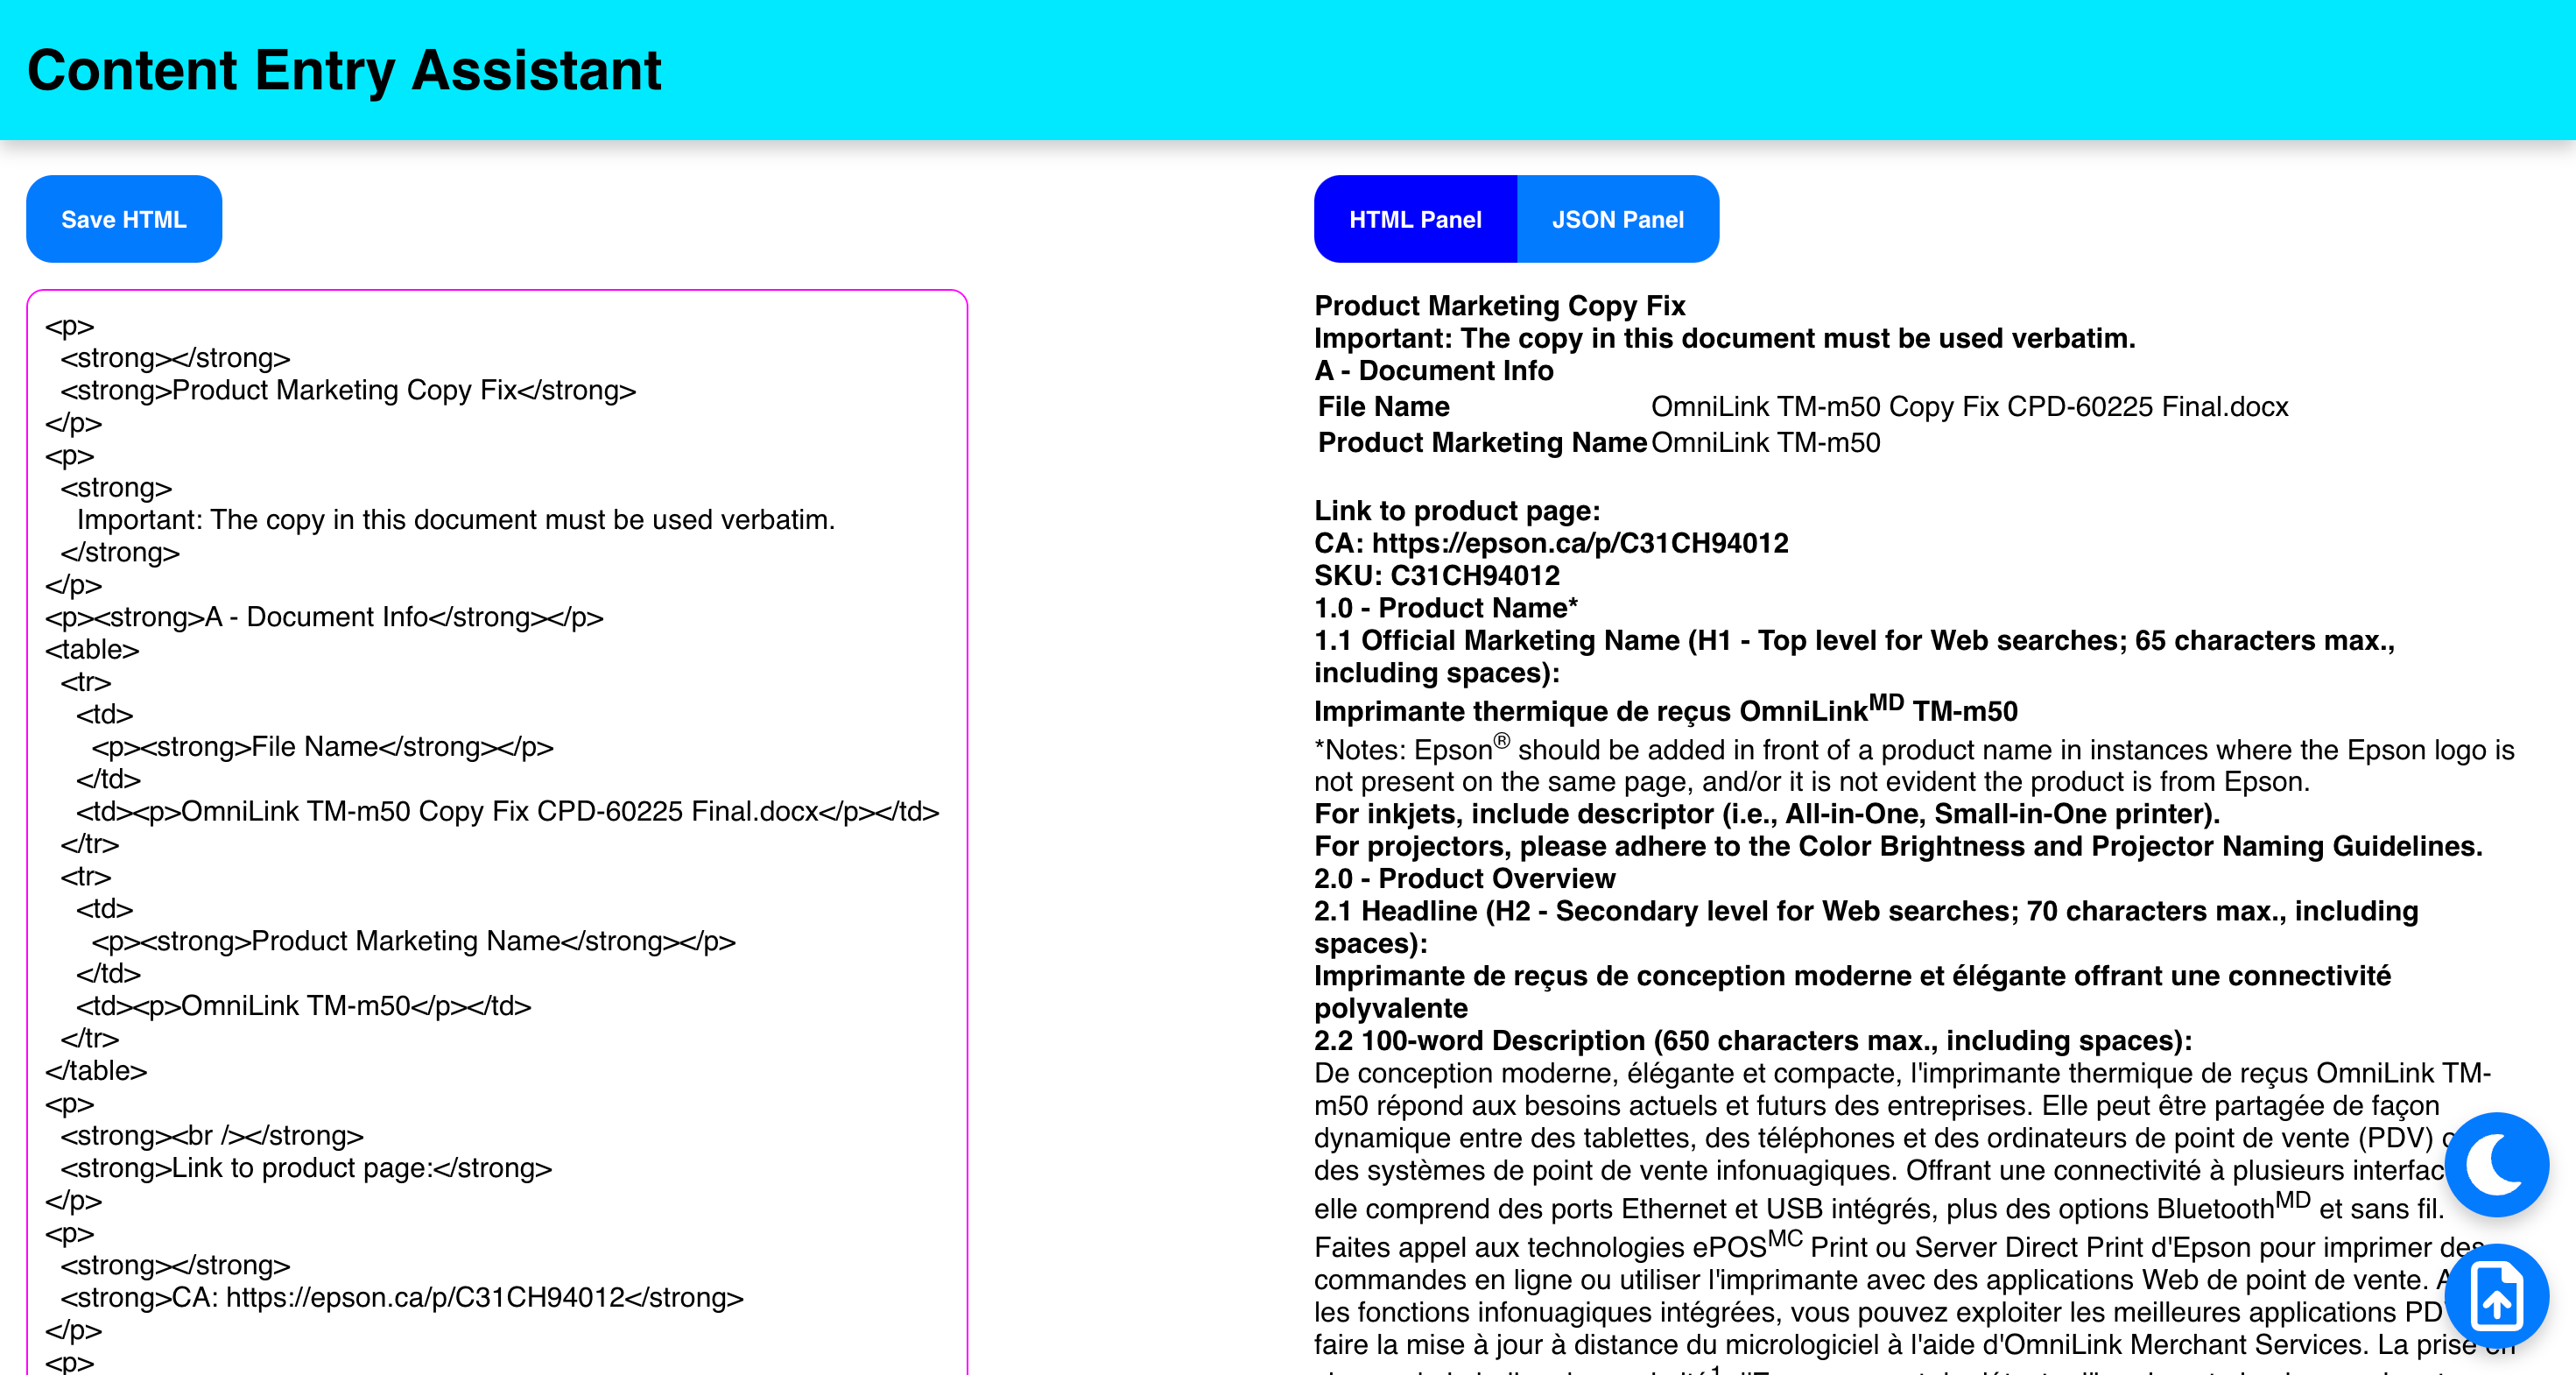 Content Entry Assistant
Save HTML
<p>
<strong></strong>
<strong>Product Marketing Copy Fix</strong>
</p>
<p>
<strong>
Important: The copy in this document must be used verbatim.
</strong>
</p>
<p><strong>A - Document Info</strong></p>
<table>
<tr>
<td>
<p><strong>File Name</strong></p>
</td>
<td><p>OmniLink TM-m50 Copy Fix CPD-60225 Final.docx</p></td>
</tr>
<tr>
<td>
<p><strong>Product Marketing Name</strong></p>
</td>
<td><p>OmniLink TM-m50</p></td>
</tr>
</table>
<p>
<strong><br /></strong>
<strong>Link to product page:</strong>
</p>
<p>
<strong></strong>
<strong>CA: https://epson.ca/p/C31CH94012</strong>
</p>
<p>
HTML Panel
JSON Panel
Product Marketing Copy Fix
Important: The copy in this document must be used verbatim.
A - Document Info
File Name OmniLink TM-m50 Copy Fix CPD-60225 Final.docx
Product Marketing Name OmniLink TM-m50
Link to product page:
CA: https://epson.ca/p/C31CH94012
SKU: C31CH94012
1.0 - Product Name*
1.1 Official Marketing Name (H1 - Top level for Web searches; 65 characters max.,
including spaces):
Imprimante thermique de reçus OmniLinkMD TM-m50
*Notes: Epson® should be added in front of a product name in instances where the Epson logo is
not present on the same page, and/or it is not evident the product is from Epson.
For inkjets, include descriptor (i.e., All-in-One, Small-in-One printer).
For projectors, please adhere to the Color Brightness and Projector Naming Guidelines.
2.0 - Product Overview
2.1 Headline (H2 - Secondary level for Web searches; 70 characters max., including
spaces):
Imprimante de reçus de conception moderne et élégante offrant une connectivité
polyvalente
2.2 100-word Description (650 characters max., including spaces):
De conception moderne, élégante et compacte, l'imprimante thermique de reçus OmniLink TM-
m50 répond aux besoins actuels et futurs des entreprises. Elle peut être partagée de façon
dynamique entre des tablettes, des téléphones et des ordinateurs de point de vente (PDV)
des systèmes de point de vente infonuagiques. Offrant une connectivité à plusieurs
elle comprend des ports Ethernet et USB intégrés, plus des options BluetoothMD et sans fil.
Faites appel aux technologies ePOSMC Print ou Server Direct Print d'Epson pour imprimer des
commandes en ligne ou utiliser l'imprimante avec des applications Web de point de vente.
les fonctions infonuagiques intégrées, vous pouvez exploiter les meilleures applications
faire la mise à jour à distance du micrologiciel à l'aide d'OmniLink Merchant Services. La prise en